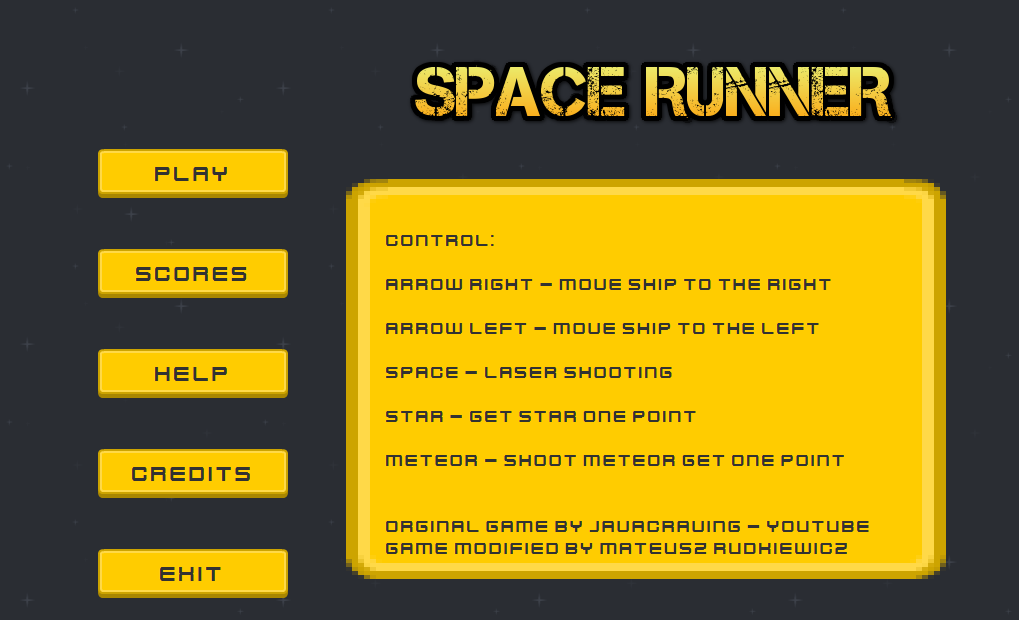 SPACE RUNNER
PLAY
SCORES
HELP
CREDITS
EXIT
CONTROL:
ARROW RIGHT – MOVE SHIP TO THE RIGHT
ARROW LEFT – MOVE SHIP TO THE LEFT
SPACE – LASER SHOOTING
STAR – GET STAR ONE POINT
METEOR – SHOOT METEOR GET ONE POINT
ORGINAL GAME BY JAVACRAVING – YOUTUBE
GAME MODIFIED BY MATEUSZ RUDKIEWICZ